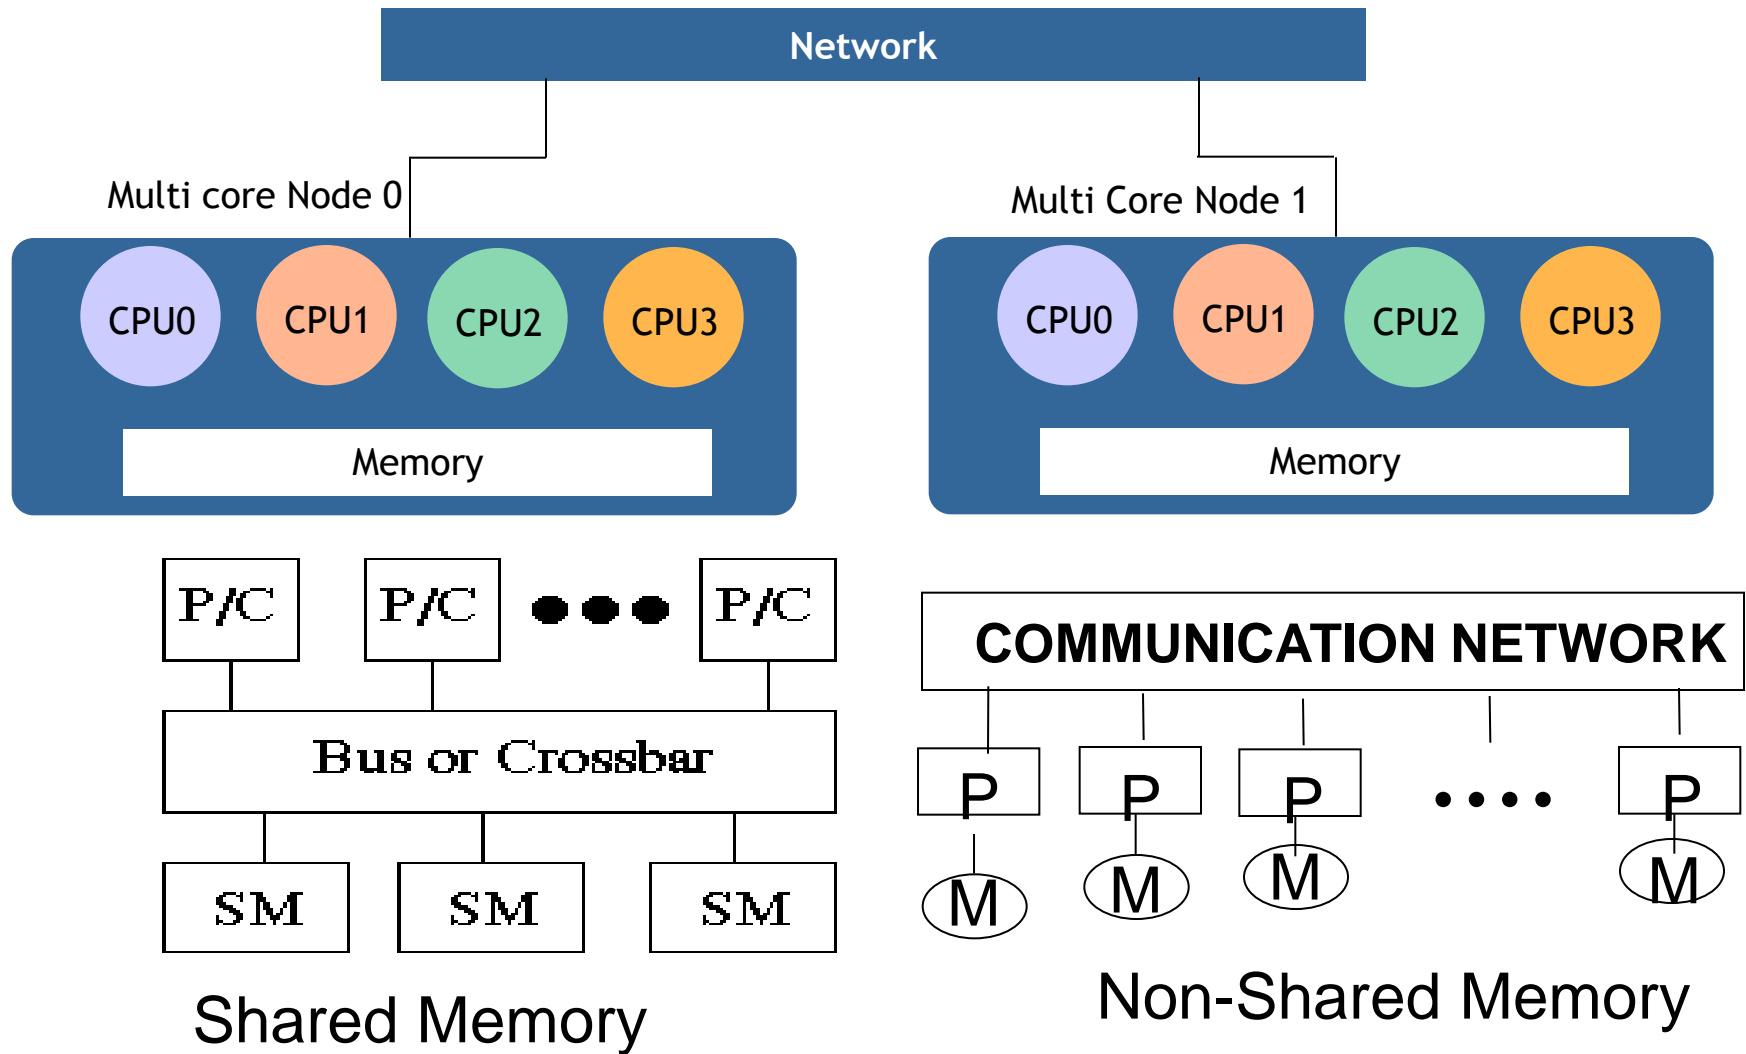 Network
Multi core Node 0
Multi Core Node 1
CPU0 CPU1 CPU2 CPU3
CPU0 CPU1 CPU2 CPU3
Memory
Memory
P/C P/C P/C
Bus or Crossbar
SM SM SM
Shared Memory
COMMUNICATION NETWORK
P P P P
M M M M
Non-Shared Memory